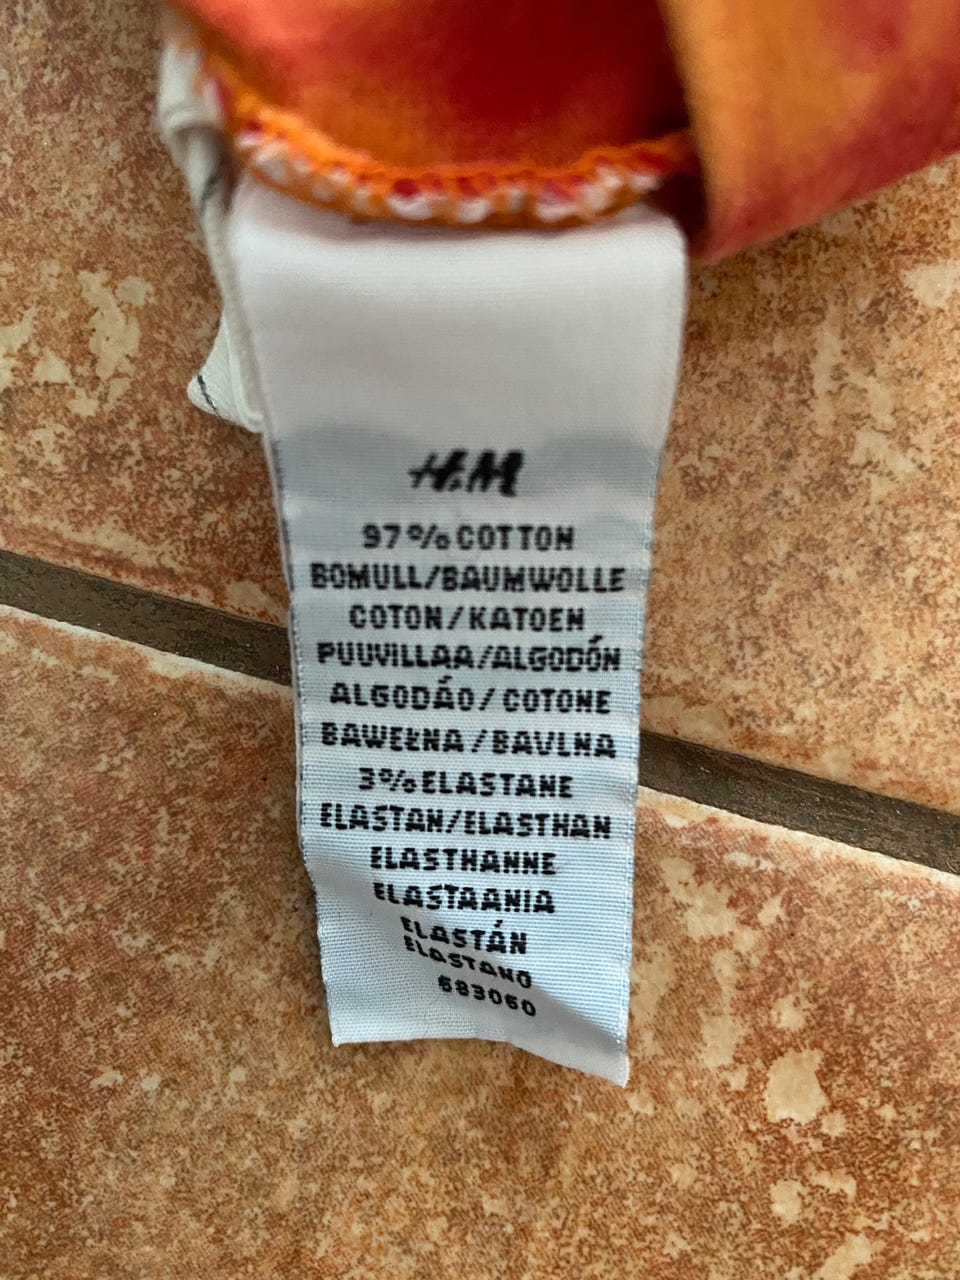 H&M
97% COTTON
BOMULL/BAUMWOLLE
COTON/KATOEN
PUUVILLAA/ALGODÓN
ALGODÃO/COTONE
BAWEŁNA/BAVLNA
3% ELASTANE
ELASTAN/ELASTHAN
ELASTHANNE
ELASTAANIA
ELASTÁN
ELASTANO
683060